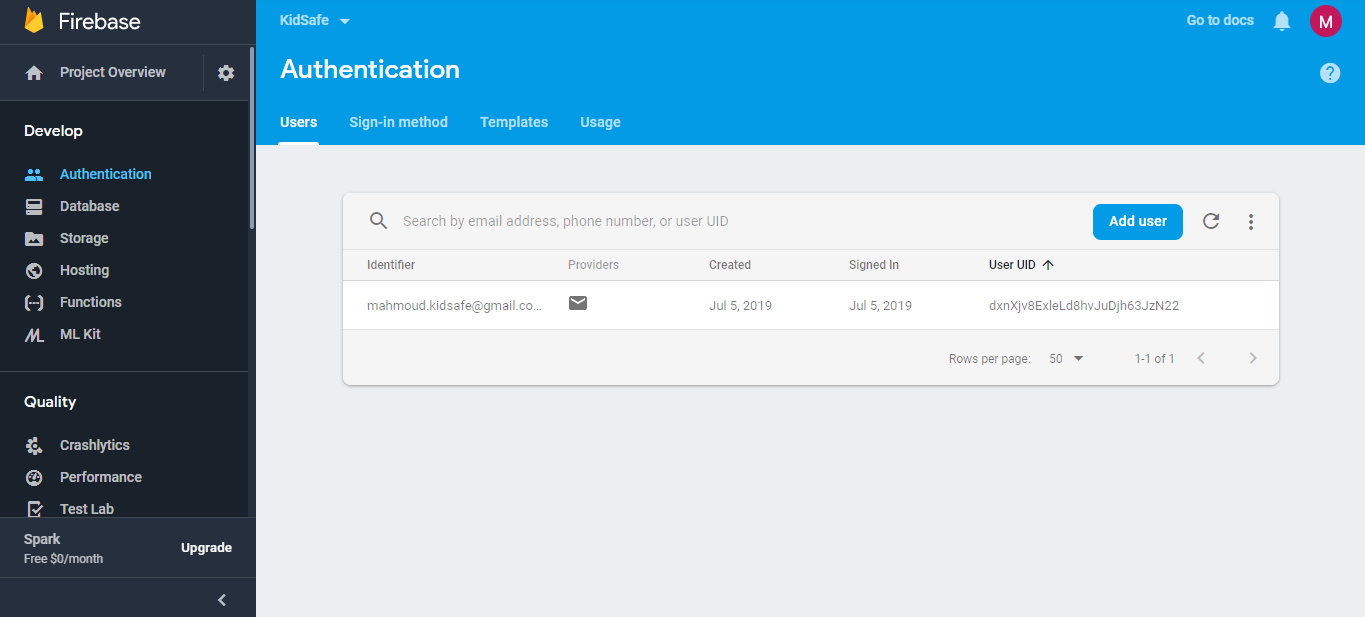 Firebase
Project Overview
Develop
Authentication
Database
Storage
Hosting
Functions
ML Kit
Quality
Crashlytics
Performance
Test Lab
Spark
Free $0/month
Upgrade
KidSafe
Go to docs
M
Authentication
?
Users Sign-in method Templates Usage
Search by email address, phone number, or user UID
Add user
Identifier Providers Created Signed In User UID
mahmoud.kidsafe@gmail.co... Jul 5, 2019 Jul 5, 2019 dxnXjv8ExleLd8hvJuDjh63JzN22
Rows per page: 50 1-1 of 1